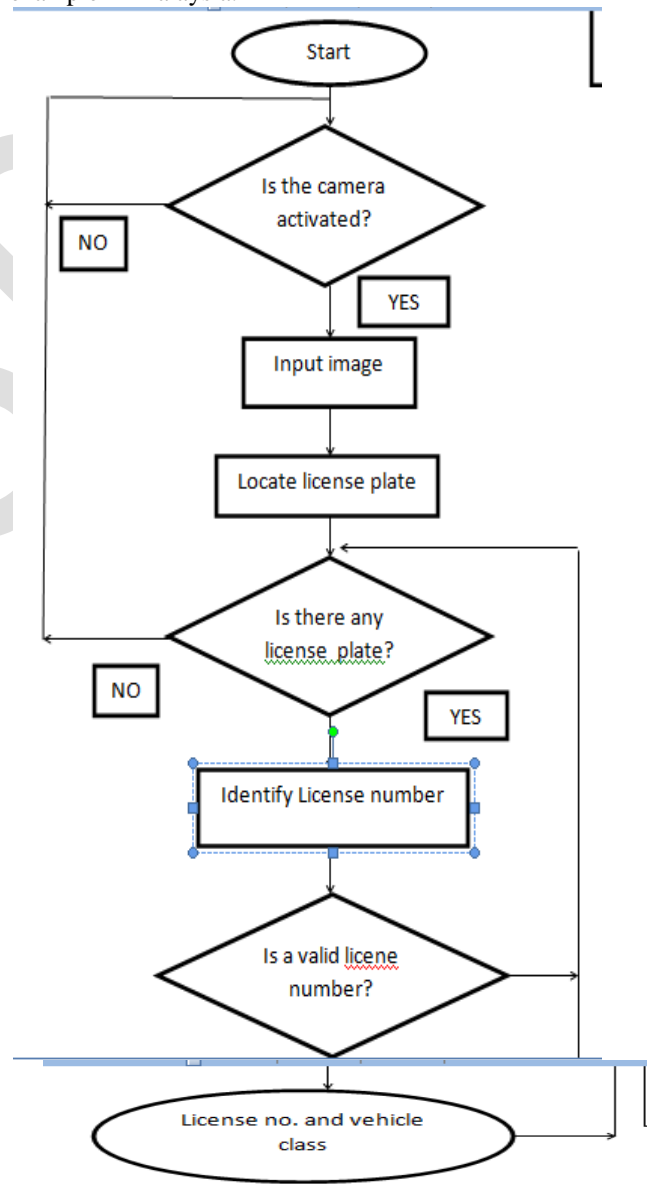 Start
Is the camera
activated?
NO
YES
Input image
Locate license plate
Is there any
license plate?
NO
YES
Identify License number
Is a valid licene
number?
License no. and vehicle
class